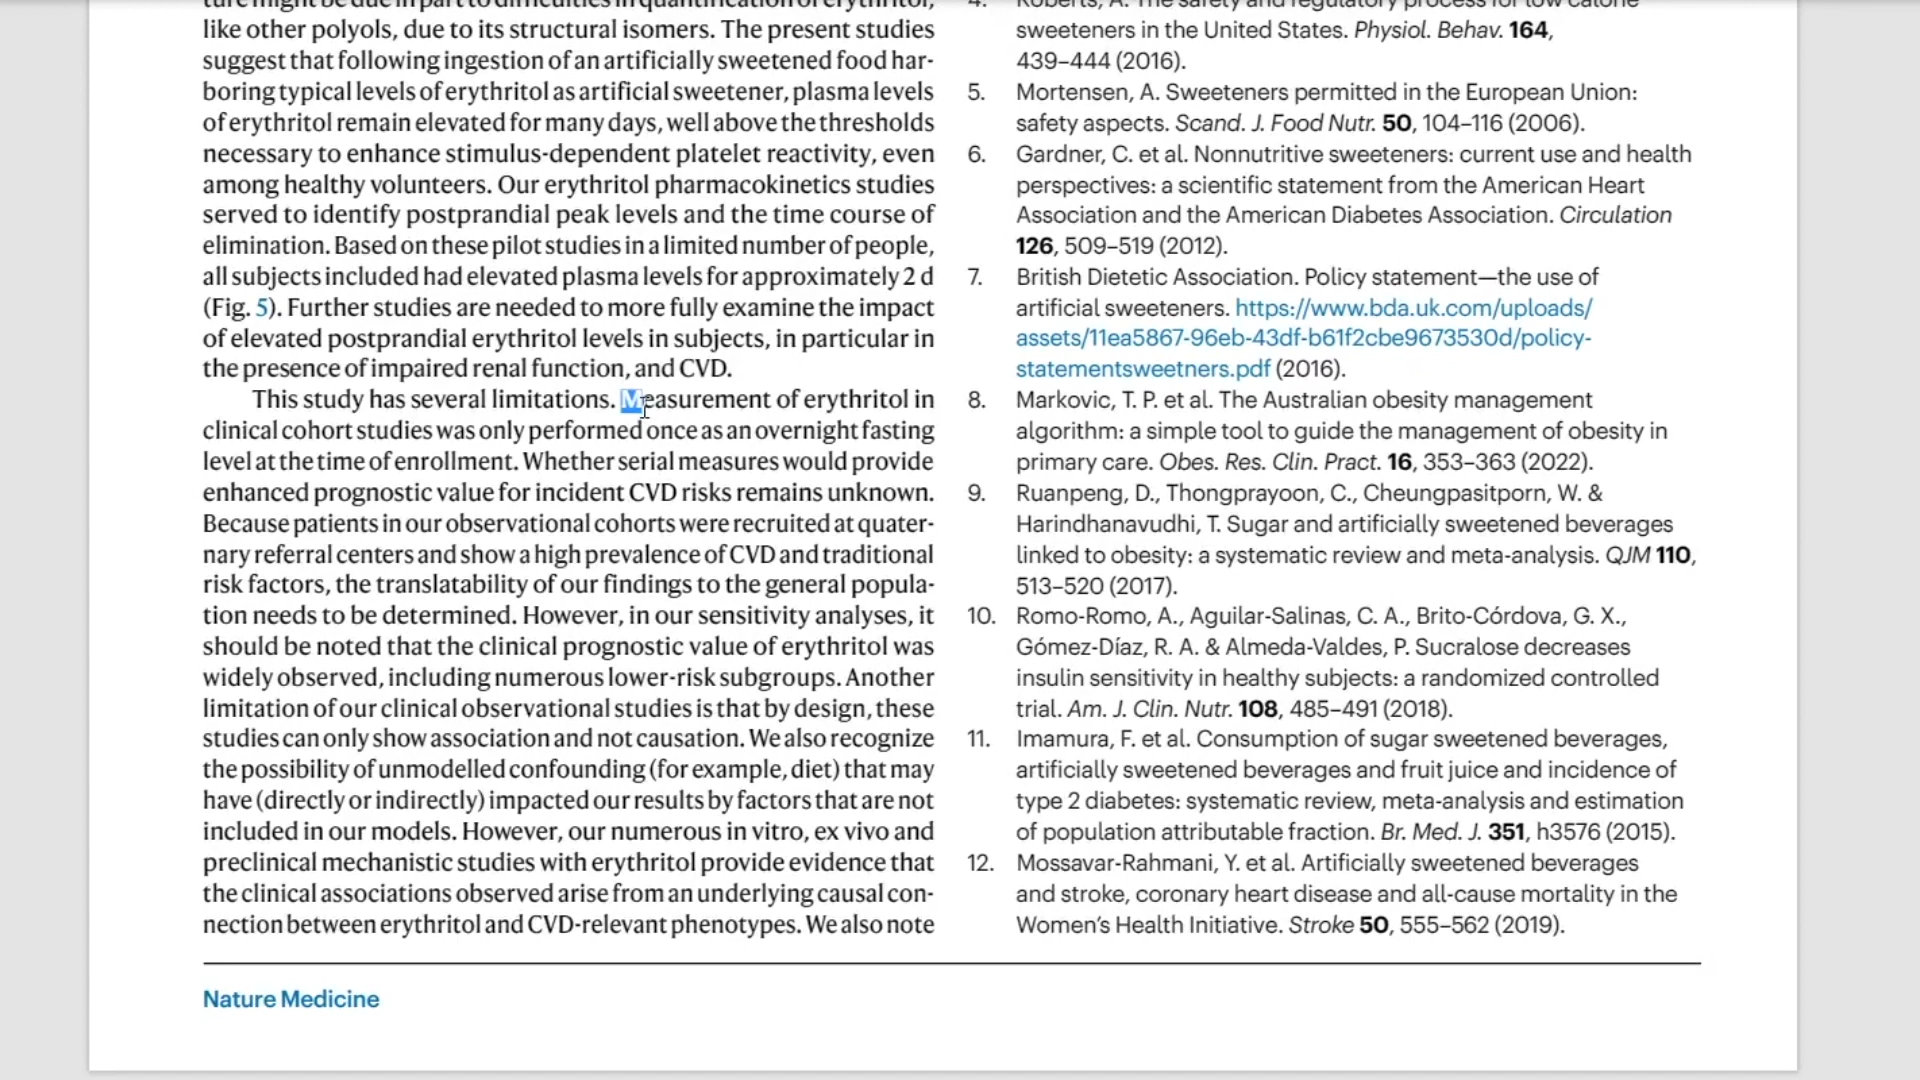 like other polyols, due to its structural isomers. The present studies
suggest that following ingestion of an artificially sweetened food har-
boring typical levels of erythritol as artificial sweetener, plasma levels
of erythritol remain elevated for many days, well above the thresholds
necessary to enhance stimulus-dependent platelet reactivity, even
among healthy volunteers. Our erythritol pharmacokinetics studies
served to identify postprandial peak levels and the time course of
elimination. Based on these pilot studies in a limited number of people,
all subjects included had elevated plasma levels for approximately 2 d
(Fig. 5). Further studies are needed to more fully examine the impact
of elevated postprandial erythritol levels in subjects, in particular in
the presence of impaired renal function, and CVD.
This study has several limitations. Measurement of erythritol in
clinical cohort studies was only performed once as an overnight fasting
level at the time of enrollment. Whether serial measures would provide
enhanced prognostic value for incident CVD risks remains unknown.
Because patients in our observational cohorts were recruited at quater-
nary referral centers and show a high prevalence of CVD and traditional
risk factors, the translatability of our findings to the general popula-
tion needs to be determined. However, in our sensitivity analyses, it
should be noted that the clinical prognostic value of erythritol was
widely observed, including numerous lower-risk subgroups. Another
limitation of our clinical observational studies is that by design, these
studies can only show association and not causation. We also recognize
the possibility of unmodelled confounding (for example, diet) that may
have (directly or indirectly) impacted our results by factors that are not
included in our models. However, our numerous in vitro, ex vivo and
preclinical mechanistic studies with erythritol provide evidence that
the clinical associations observed arise from an underlying causal con-
nection between erythritol and CVD-relevant phenotypes. We also note
4. Roberts, A. The safety and regulatory process for low calorie
sweeteners in the United States. Physiol. Behav. 164,
439–444 (2016).
5. Mortensen, A. Sweeteners permitted in the European Union:
safety aspects. Scand. J. Food Nutr. 50, 104–116 (2006).
6. Gardner, C. et al. Nonnutritive sweeteners: current use and health
perspectives: a scientific statement from the American Heart
Association and the American Diabetes Association. Circulation
126, 509–519 (2012).
7. British Dietetic Association. Policy statement—the use of
artificial sweeteners. https://www.bda.uk.com/uploads/
assets/11ea5867-96eb-43df-b61f2cbe9673530d/policy-
statementsweetners.pdf (2016).
8. Markovic, T. P. et al. The Australian obesity management
algorithm: a simple tool to guide the management of obesity in
primary care. Obes. Res. Clin. Pract. 16, 353–363 (2022).
9. Ruanpeng, D., Thongprayoon, C., Cheungpasitporn, W. &
Harindhanavudhi, T. Sugar and artificially sweetened beverages
linked to obesity: a systematic review and meta-analysis. QJM 110,
513–520 (2017).
10. Romo-Romo, A., Aguilar-Salinas, C. A., Brito-Córdova, G. X.,
Gómez-Díaz, R. A. & Almeda-Valdes, P. Sucralose decreases
insulin sensitivity in healthy subjects: a randomized controlled
trial. Am. J. Clin. Nutr. 108, 485–491 (2018).
11. Imamura, F. et al. Consumption of sugar sweetened beverages,
artificially sweetened beverages and fruit juice and incidence of
type 2 diabetes: systematic review, meta-analysis and estimation
of population attributable fraction. Br. Med. J. 351, h3576 (2015).
12. Mossavar-Rahmani, Y. et al. Artificially sweetened beverages
and stroke, coronary heart disease and all-cause mortality in the
Women's Health Initiative. Stroke 50, 555–562 (2019).
Nature Medicine